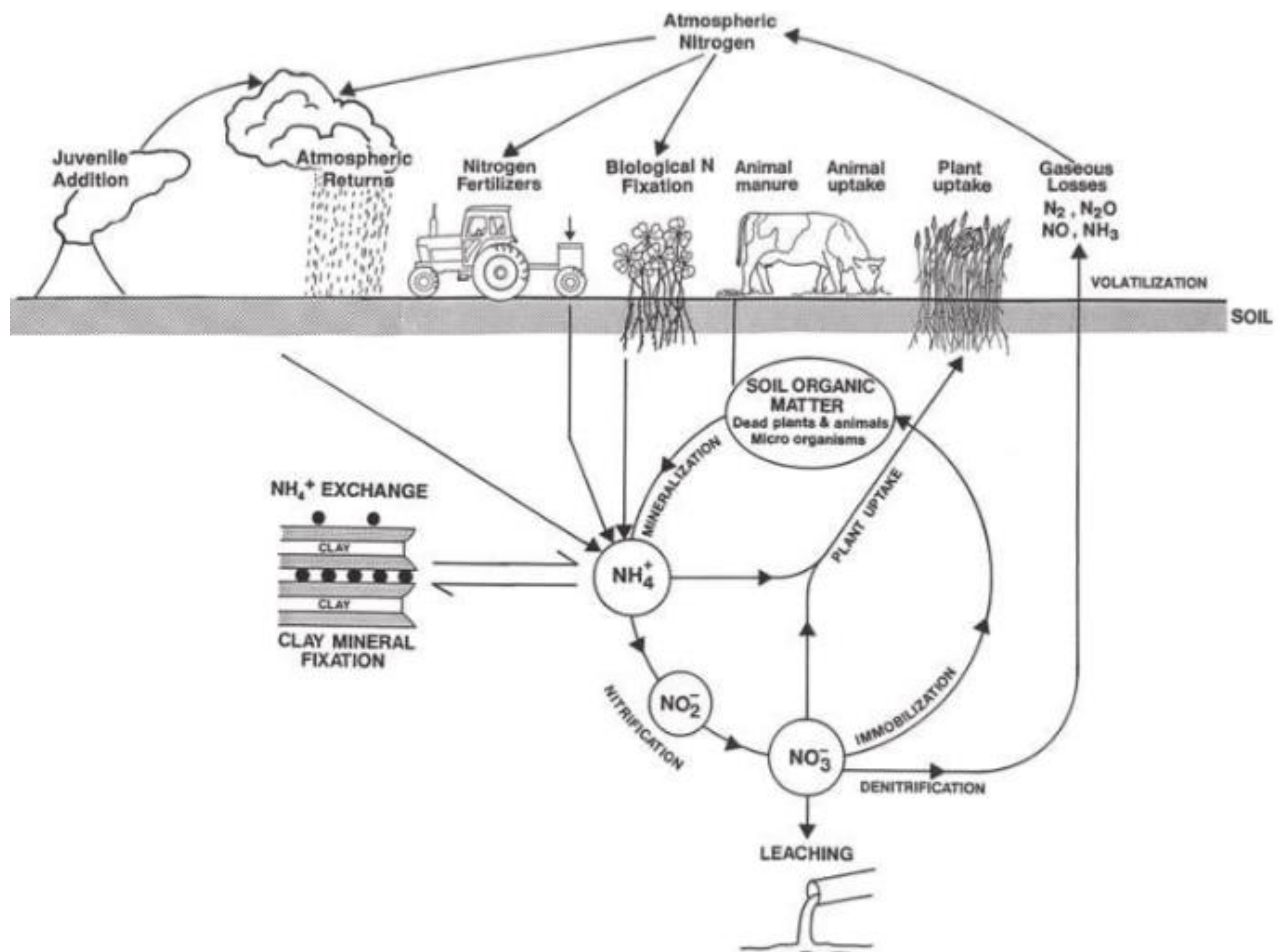 Atmospheric
Nitrogen
Juvenile
Addition
Atmospheric
Returns
Nitrogen
Fertilizers
Biological N
Fixation
Animal
manure
Animal
uptake
Plant
uptake
Gaseous
Losses
N₂, N₂O
NO, NH₃
VOLATILIZATION
SOIL
SOIL ORGANIC
MATTER
Dead plants & animals
Micro organisms
MINERALIZATION
PLANT UPTAKE
NH₄⁺ EXCHANGE
CLAY
CLAY
CLAY MINERAL
FIXATION
NH₄⁺
NITRIFICATION
NO₂⁻
NO₃⁻
IMMOBILIZATION
DENITRIFICATION
LEACHING